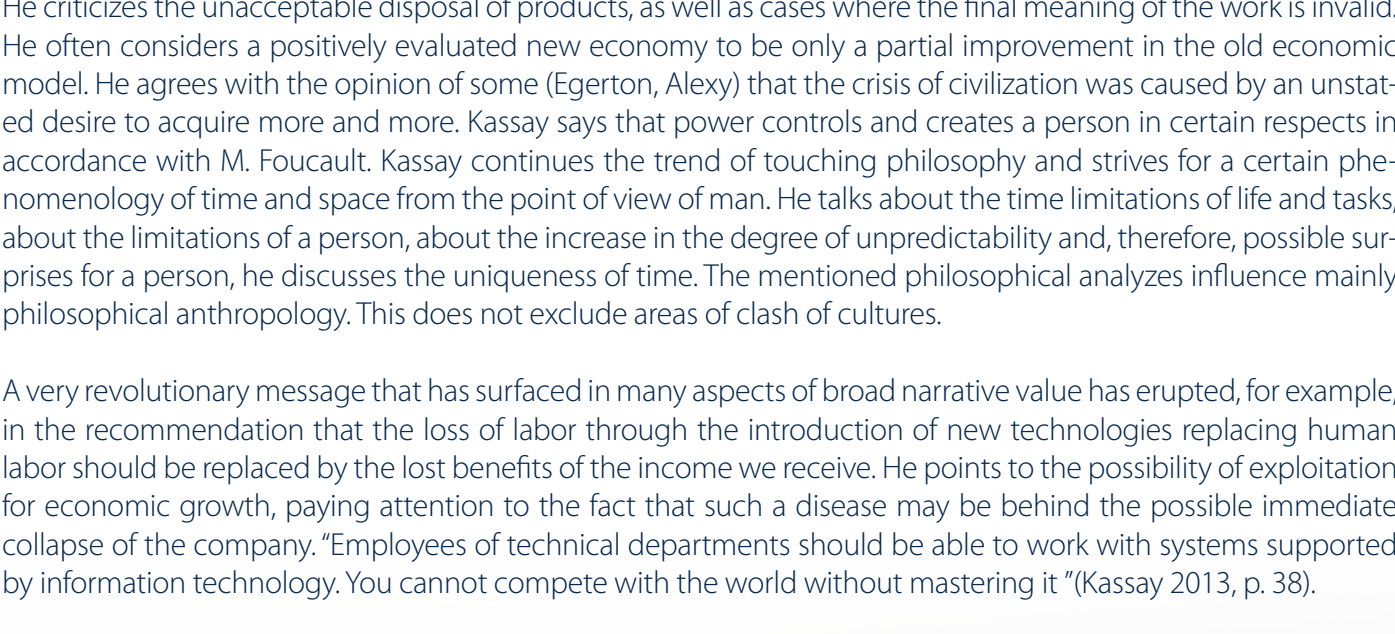 He criticizes the unacceptable disposal of products, as well as cases where the final meaning of the work is invalid.
He often considers a positively evaluated new economy to be only a partial improvement in the old economic
model. He agrees with the opinion of some (Egerton, Alexy) that the crisis of civilization was caused by an unstat-
ed desire to acquire more and more. Kassay says that power controls and creates a person in certain respects in
accordance with M. Foucault. Kassay continues the trend of touching philosophy and strives for a certain phe-
nomenology of time and space from the point of view of man. He talks about the time limitations of life and tasks,
about the limitations of a person, about the increase in the degree of unpredictability and, therefore, possible sur-
prises for a person, he discusses the uniqueness of time. The mentioned philosophical analyzes influence mainly
philosophical anthropology. This does not exclude areas of clash of cultures.
A very revolutionary message that has surfaced in many aspects of broad narrative value has erupted, for example,
in the recommendation that the loss of labor through the introduction of new technologies replacing human
labor should be replaced by the lost benefits of the income we receive. He points to the possibility of exploitation
for economic growth, paying attention to the fact that such a disease may be behind the possible immediate
collapse of the company. “Employees of technical departments should be able to work with systems supported
by information technology. You cannot compete with the world without mastering it ”(Kassay 2013, p. 38).